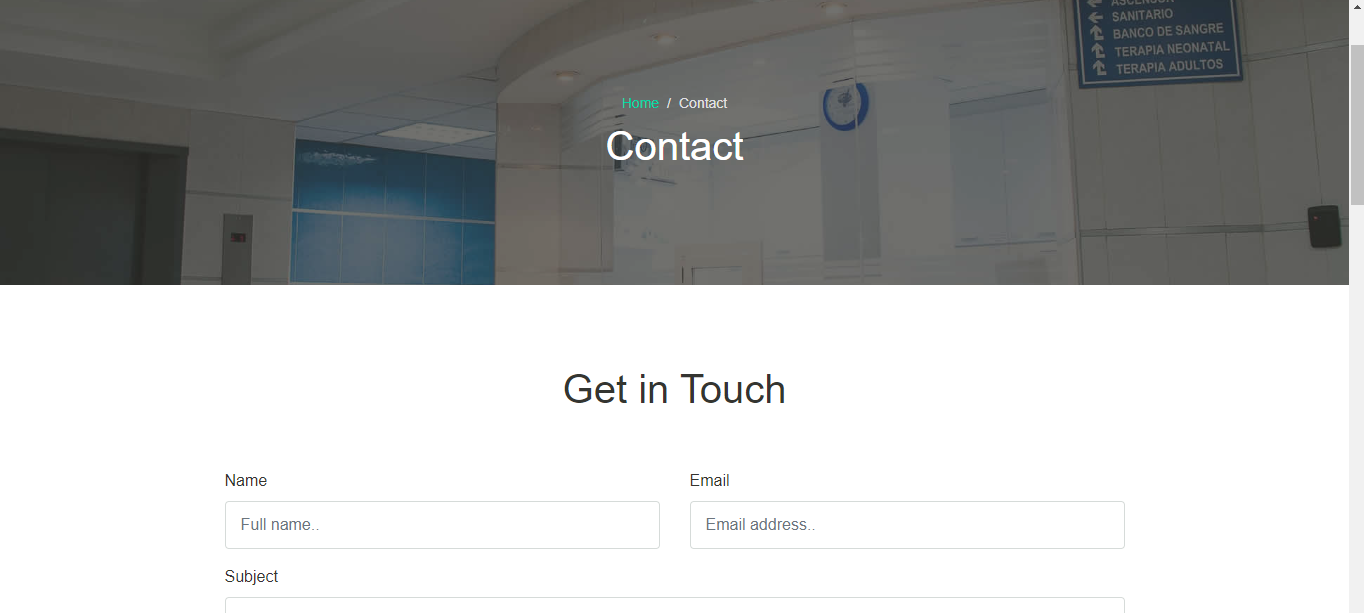 ASCENSOR
SANITARIO
BANCO DE SANGRE
TERAPIA NEONATAL
TERAPIA ADULTOS
Home / Contact
Contact
Get in Touch
Name
Email
Full name..
Email address..
Subject